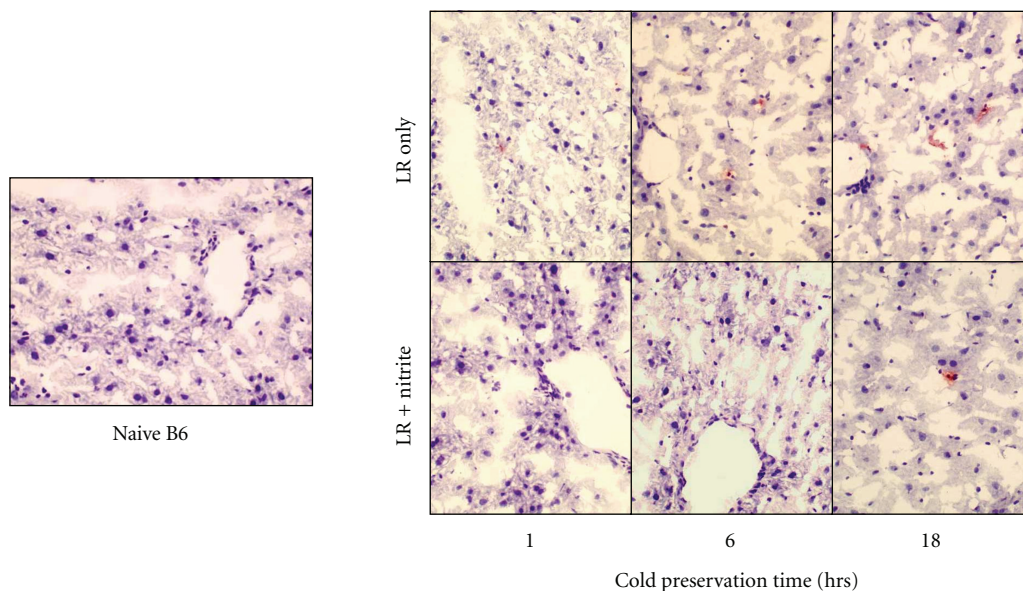 LR only
Naive B6
LR + nitrite
1
6
18
Cold preservation time (hrs)